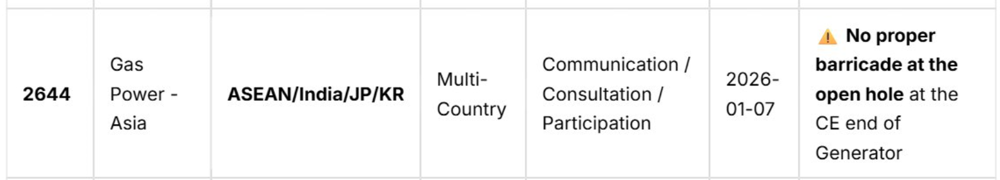 2644
Gas
Power -
Asia
ASEAN/India/JP/KR
Multi-
Country
Communication /
Consultation /
Participation
2026-
01-07
⚠️ No proper
barricade at the
open hole at the
CE end of
Generator